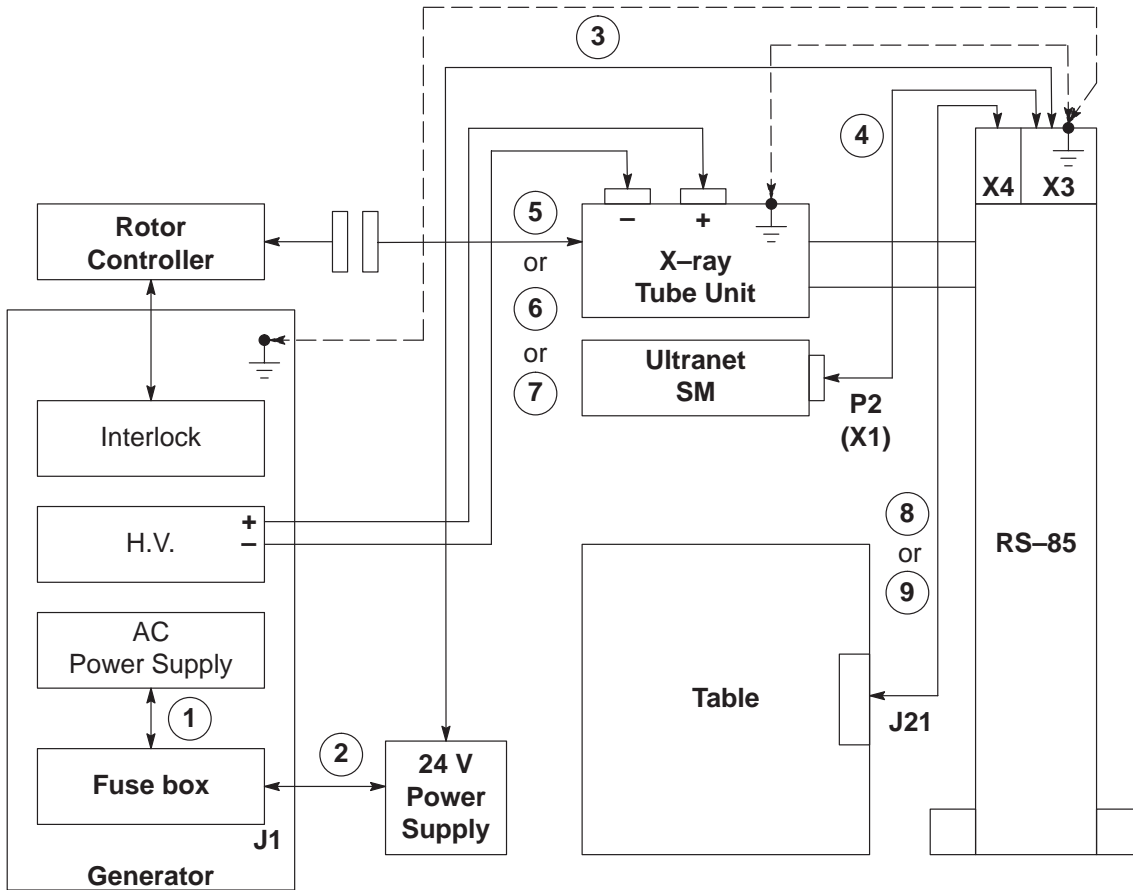 3
4
X4
X3
–
+
5
or
6
or
7
Rotor
Controller
X–ray
Tube Unit
Ultranet
SM
P2
(X1)
Interlock
H.V.
+
–
8
or
9
RS–85
AC
Power Supply
1
Table
J21
2
Fuse box
J1
24 V
Power
Supply
Generator